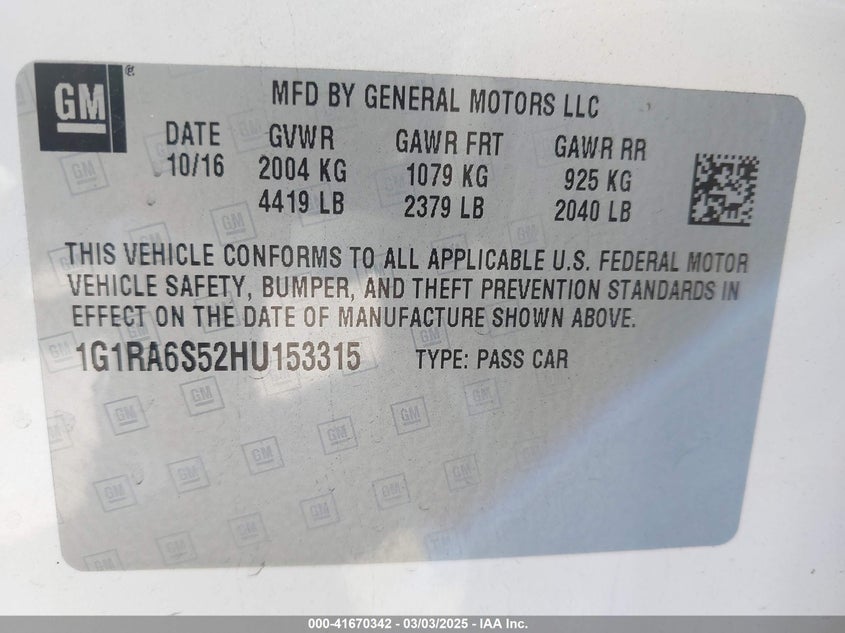 GM ®
MFD BY GENERAL MOTORS LLC
DATE GVWR GAWR FRT GAWR RR
10/16 2004 KG 1079 KG 925 KG
4419 LB 2379 LB 2040 LB
THIS VEHICLE CONFORMS TO ALL APPLICABLE U.S. FEDERAL MOTOR
VEHICLE SAFETY, BUMPER, AND THEFT PREVENTION STANDARDS IN
EFFECT ON THE DATE OF MANUFACTURE SHOWN ABOVE.
1G1RA6S52HU153315 TYPE: PASS CAR
000-41670342 - 03/03/2025 - IAA Inc.